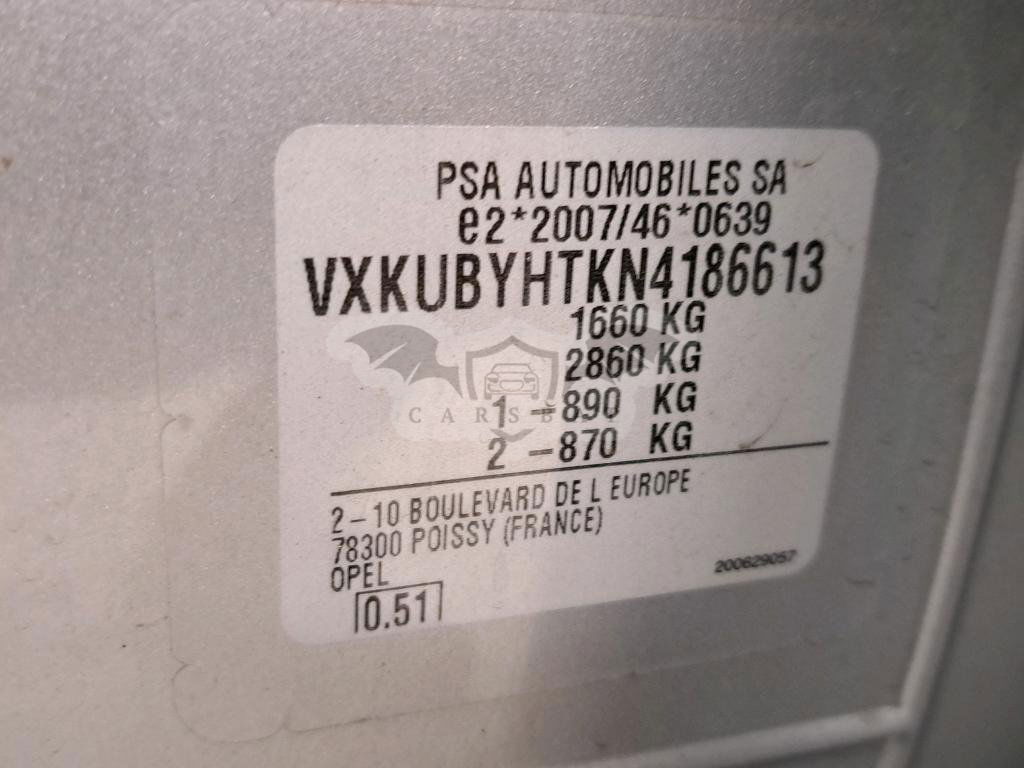 PSA AUTOMOBILES SA
e2*2007/46*0639
VXKUBYHTKN4186613
1660 KG
2860 KG
1 -890 KG
CARSB
2 -870 KG
2-10 BOULEVARD DE L EUROPE
78300 POISSY (FRANCE)
OPEL
200629057
0.51